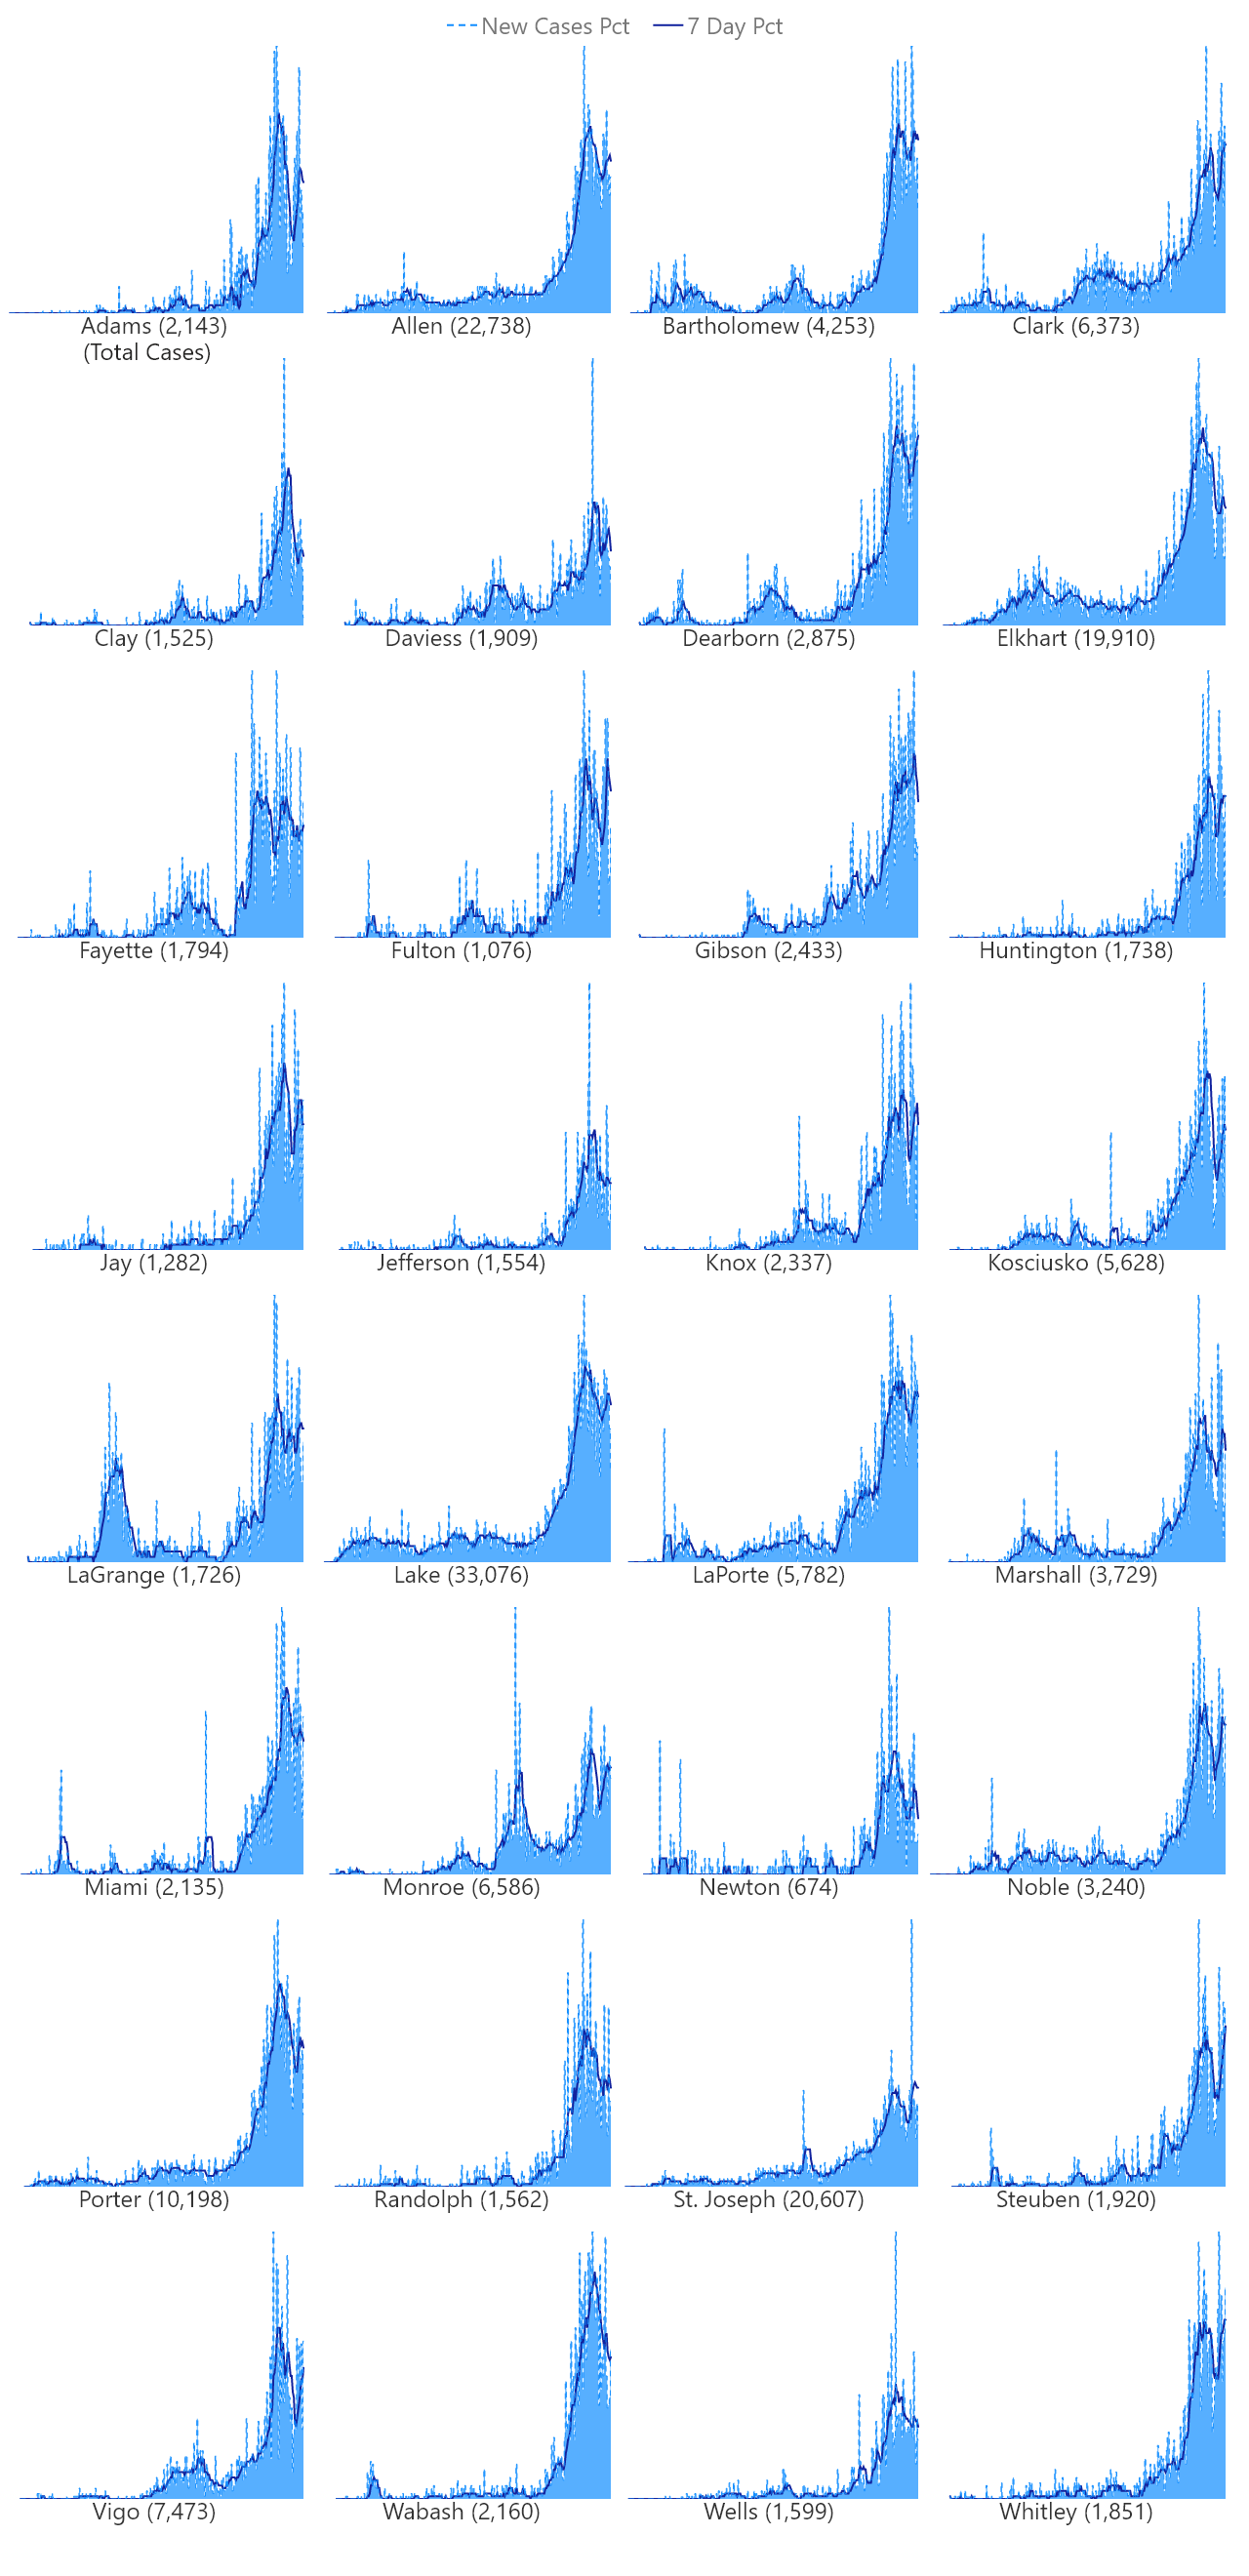 New Cases Pct 7 Day Pct
Adams (2,143) Allen (22,738) Bartholomew (4,253) Clark (6,373)
(Total Cases)
Clay (1,525) Daviess (1,909) Dearborn (2,875) Elkhart (19,910)
Fayette (1,794) Fulton (1,076) Gibson (2,433) Huntington (1,738)
Jay (1,282) Jefferson (1,554) Knox (2,337) Kosciusko (5,628)
LaGrange (1,726) Lake (33,076) LaPorte (5,782) Marshall (3,729)
Miami (2,135) Monroe (6,586) Newton (674) Noble (3,240)
Porter (10,198) Randolph (1,562) St. Joseph (20,607) Steuben (1,920)
Vigo (7,473) Wabash (2,160) Wells (1,599) Whitley (1,851)